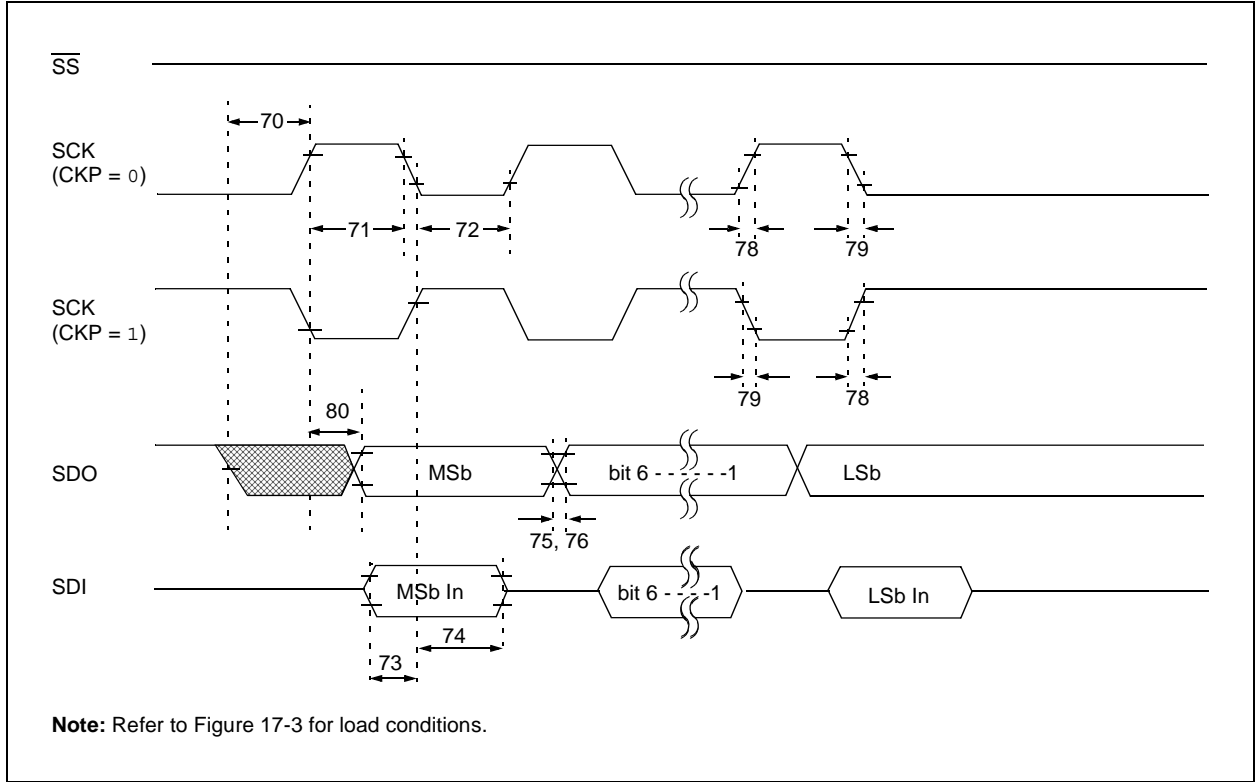 SS
70
SCK
(CKP = 0)
71
72
78
79
SCK
(CKP = 1)
79
78
80
SDO
MSb
bit 6 - - - - - -1
LSb
75, 76
SDI
MSb In
bit 6 - - - - -1
LSb In
74
73
Note: Refer to Figure 17-3 for load conditions.